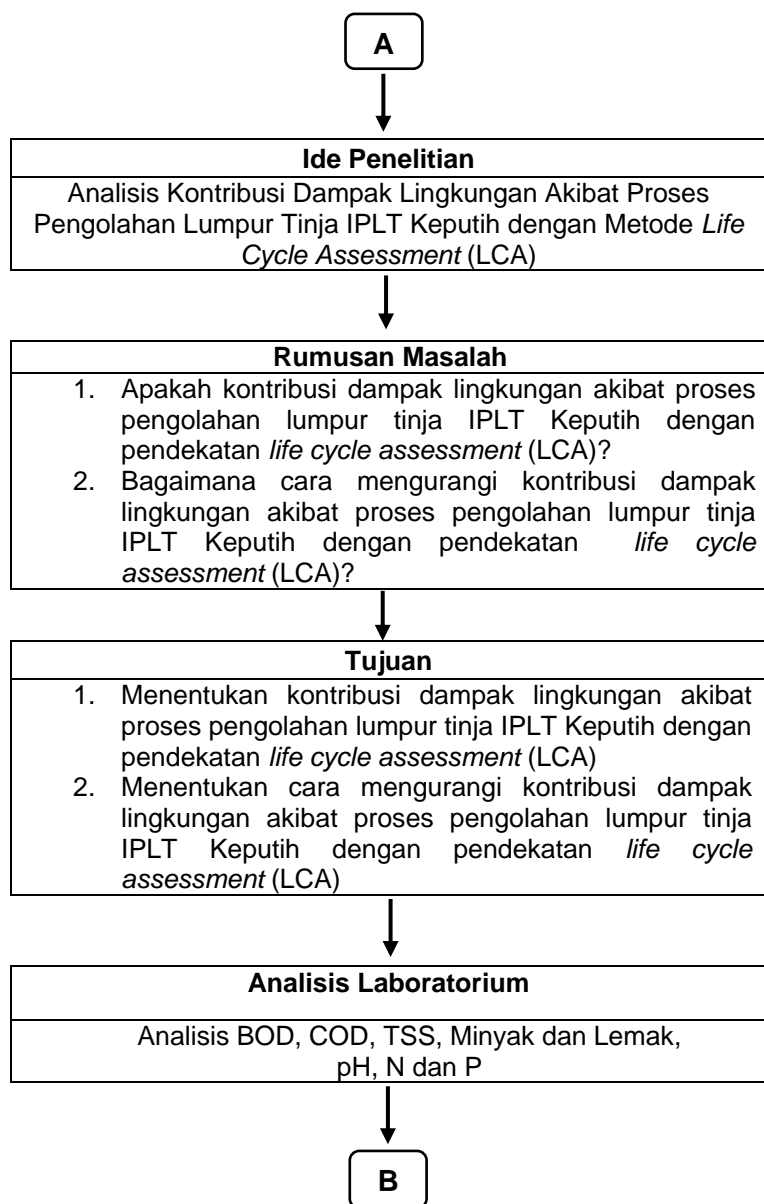 A
Ide Penelitian
Analisis Kontribusi Dampak Lingkungan Akibat Proses
Pengolahan Lumpur Tinja IPLT Keputih dengan Metode Life
Cycle Assessment (LCA)
Rumusan Masalah
1. Apakah kontribusi dampak lingkungan akibat proses
pengolahan lumpur tinja IPLT Keputih dengan
pendekatan life cycle assessment (LCA)?
2. Bagaimana cara mengurangi kontribusi dampak
lingkungan akibat proses pengolahan lumpur tinja
IPLT Keputih dengan pendekatan life cycle
assessment (LCA)?
Tujuan
1. Menentukan kontribusi dampak lingkungan akibat
proses pengolahan lumpur tinja IPLT Keputih dengan
pendekatan life cycle assessment (LCA)
2. Menentukan cara mengurangi kontribusi dampak
lingkungan akibat proses pengolahan lumpur tinja
IPLT Keputih dengan pendekatan life cycle
assessment (LCA)
Analisis Laboratorium
Analisis BOD, COD, TSS, Minyak dan Lemak,
pH, N dan P
B